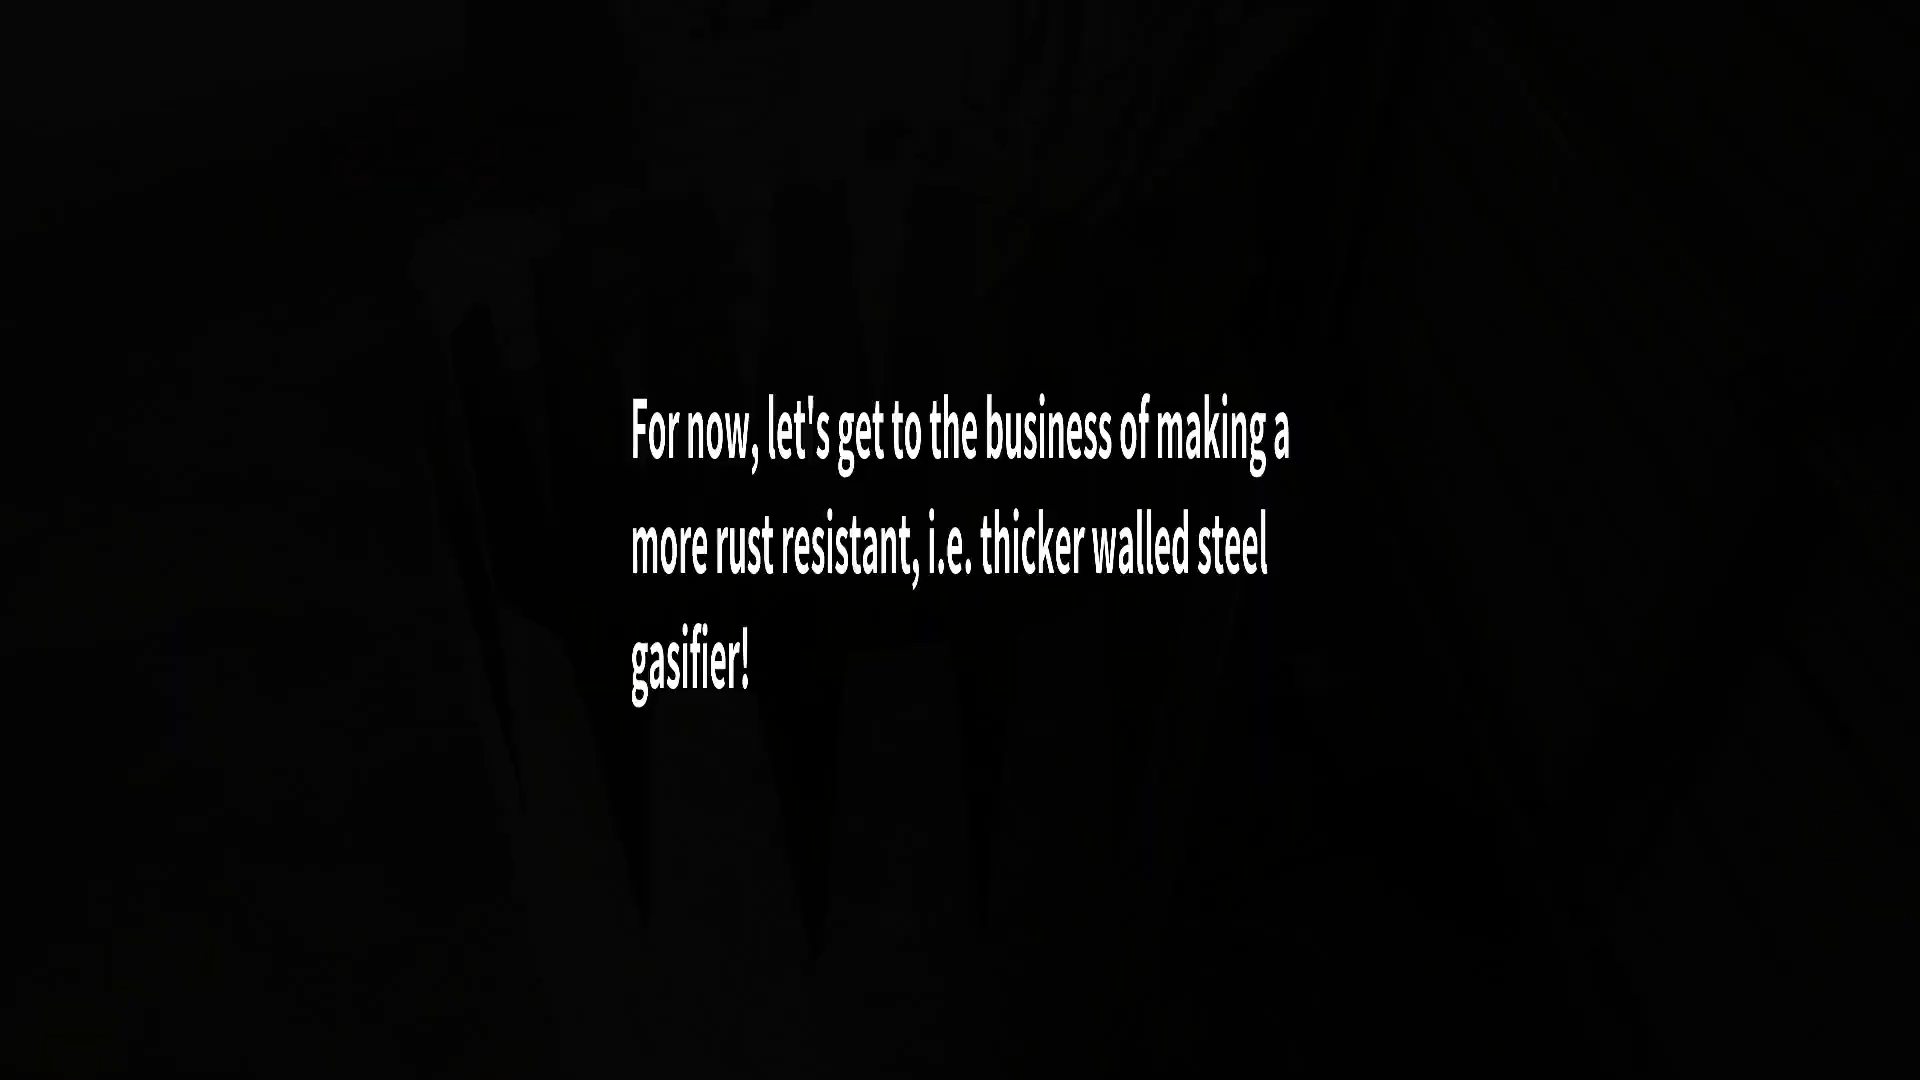 For now, let's get to the business of making a
more rust resistant, i.e. thicker walled steel
gasifier!